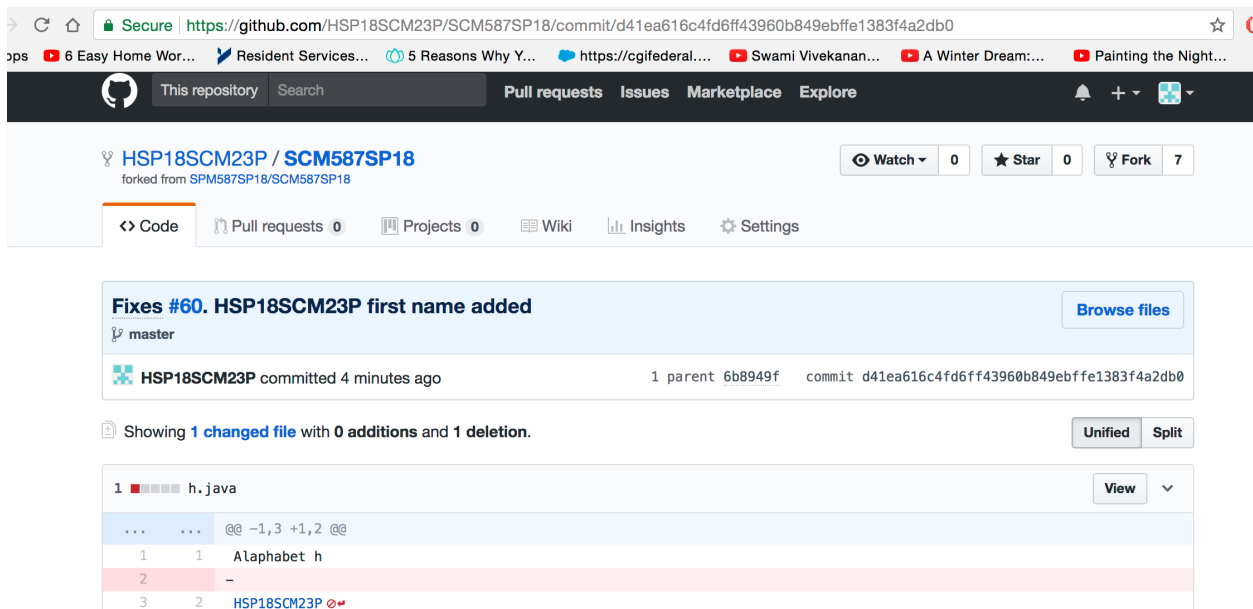 Secure https://github.com/HSP18SCM23P/SCM587SP18/commit/d41ea616c4fd6ff43960b849ebffe1383f4a2db0
ops 6 Easy Home Wor... Resident Services... 5 Reasons Why Y... https://cgifederal.... Swami Vivekanan... A Winter Dream:... Painting the Night...
This repository Search Pull requests Issues Marketplace Explore
HSP18SCM23P / SCM587SP18 Watch 0 Star 0 Fork 7
forked from SPM587SP18/SCM587SP18
<> Code Pull requests 0 Projects 0 Wiki Insights Settings
Fixes #60. HSP18SCM23P first name added Browse files
master
HSP18SCM23P committed 4 minutes ago 1 parent 6b8949f commit d41ea616c4fd6ff43960b849ebffe1383f4a2db0
Showing 1 changed file with 0 additions and 1 deletion. Unified Split
1 h.java View
... ... @@ -1,3 +1,2 @@
1 1 Alaphabet h
2 -
3 2 HSP18SCM23P